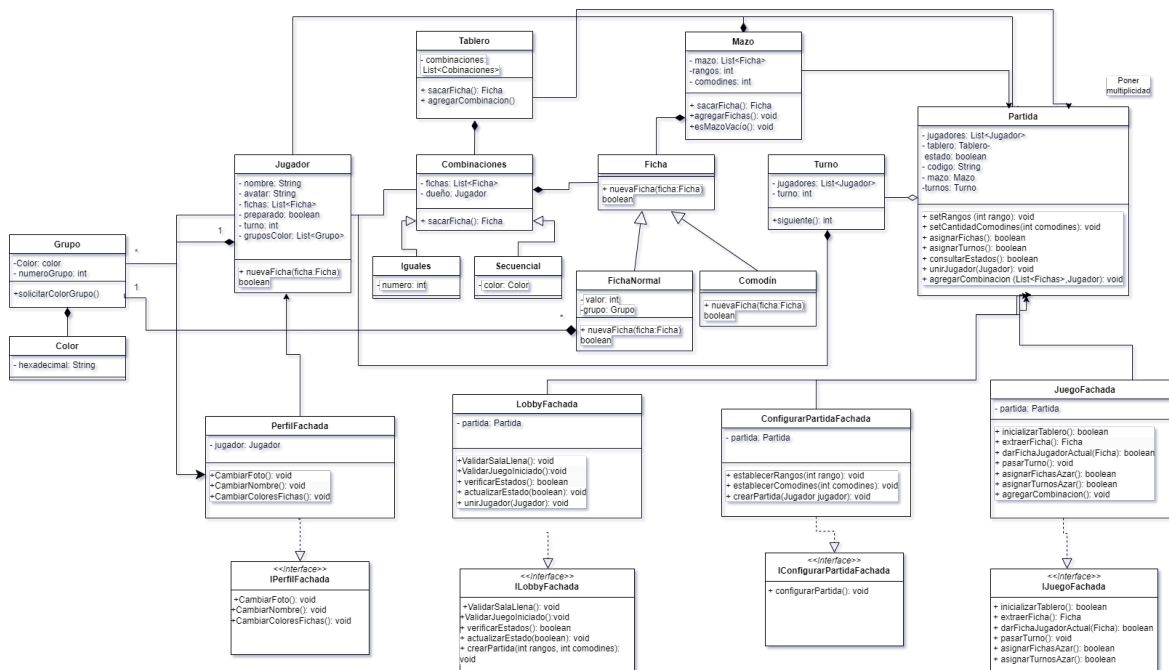 Tablero
- combinaciones:
List<Cobinaciones>
+ sacarFicha(): Ficha
+ agregarCombinacion()
Mazo
- mazo: List<Ficha>
-rangos: int
- comodines: int
+ sacarFicha(): Ficha
+agregarFichas(): void
+esMazoVacío(): void
Poner
multiplicidad
Partida
- jugadores: List<Jugador>
- tablero: Tablero-
estado: boolean
- codigo: String
- mazo: Mazo
-turnos: Turno
+ setRangos (int rango): void
+ setCantidadComodines(int comodines): void
+ asignarFichas(): boolean
+ asignarTurnos(): boolean
+ consultarEstados(): boolean
+ unirJugador(Jugador): void
+ agregarCombinacion (List<Fichas>,Jugador): void
Jugador
- nombre: String
- avatar: String
- fichas: List<Ficha>
- preparado: boolean
- turno: int
- gruposColor: List<Grupo>
+ nuevaFicha(ficha:Ficha)
boolean
Combinaciones
- fichas: List<Ficha>
- dueño: Jugador
+ sacarFicha(): Ficha
Ficha
+ nuevaFicha(ficha:Ficha)
boolean
Turno
- jugadores: List<Jugador>
- turno: int
+siguiente(): int
Grupo
-Color: color
- numeroGrupo: int
+solicitarColorGrupo()
*
1
1
*
Iguales
- numero: int
Secuencial
- color: Color
FichaNormal
- valor: int
-grupo: Grupo
+ nuevaFicha(ficha:Ficha)
boolean
Comodín
+ nuevaFicha(ficha:Ficha)
boolean
Color
- hexadecimal: String
PerfilFachada
- jugador: Jugador
+CambiarFoto(): void
+CambiarNombre(): void
+CambiarColoresFichas(): void
LobbyFachada
- partida: Partida
+ValidarSalaLlena(): void
+ValidarJuegoIniciado():void
+ verificarEstados(): boolean
+ actualizarEstado(boolean): void
+ unirJugador(Jugador): void
ConfigurarPartidaFachada
- partida: Partida
+ establecerRangos(int rango): void
+ establecerComodines(int comodines): void
+ crearPartida(Jugador jugador): void
JuegoFachada
- partida: Partida
+ inicializarTablero(): boolean
+ extraerFicha(): Ficha
+ darFichaJugadorActual(Ficha): boolean
+ pasarTurno(): void
+ asignarFichasAzar(): boolean
+ asignarTurnosAzar(): boolean
+ agregarCombinacion(): void
<<Interface>>
IPerfilFachada
+CambiarFoto(): void
+CambiarNombre(): void
+CambiarColoresFichas(): void
<<Interface>>
ILobbyFachada
+ValidarSalaLlena(): void
+ValidarJuegoIniciado():void
+ verificarEstados(): boolean
+ actualizarEstado(boolean): void
+ crearPartida(int rangos, int comodines):
void
<<Interface>>
IConfigurarPartidaFachada
+ configurarPartida(): void
<<Interface>>
IJuegoFachada
+ inicializarTablero(): boolean
+ extraerFicha(): Ficha
+ darFichaJugadorActual(Ficha): boolean
+ pasarTurno(): void
+ asignarFichasAzar(): boolean
+ asignarTurnosAzar(): boolean